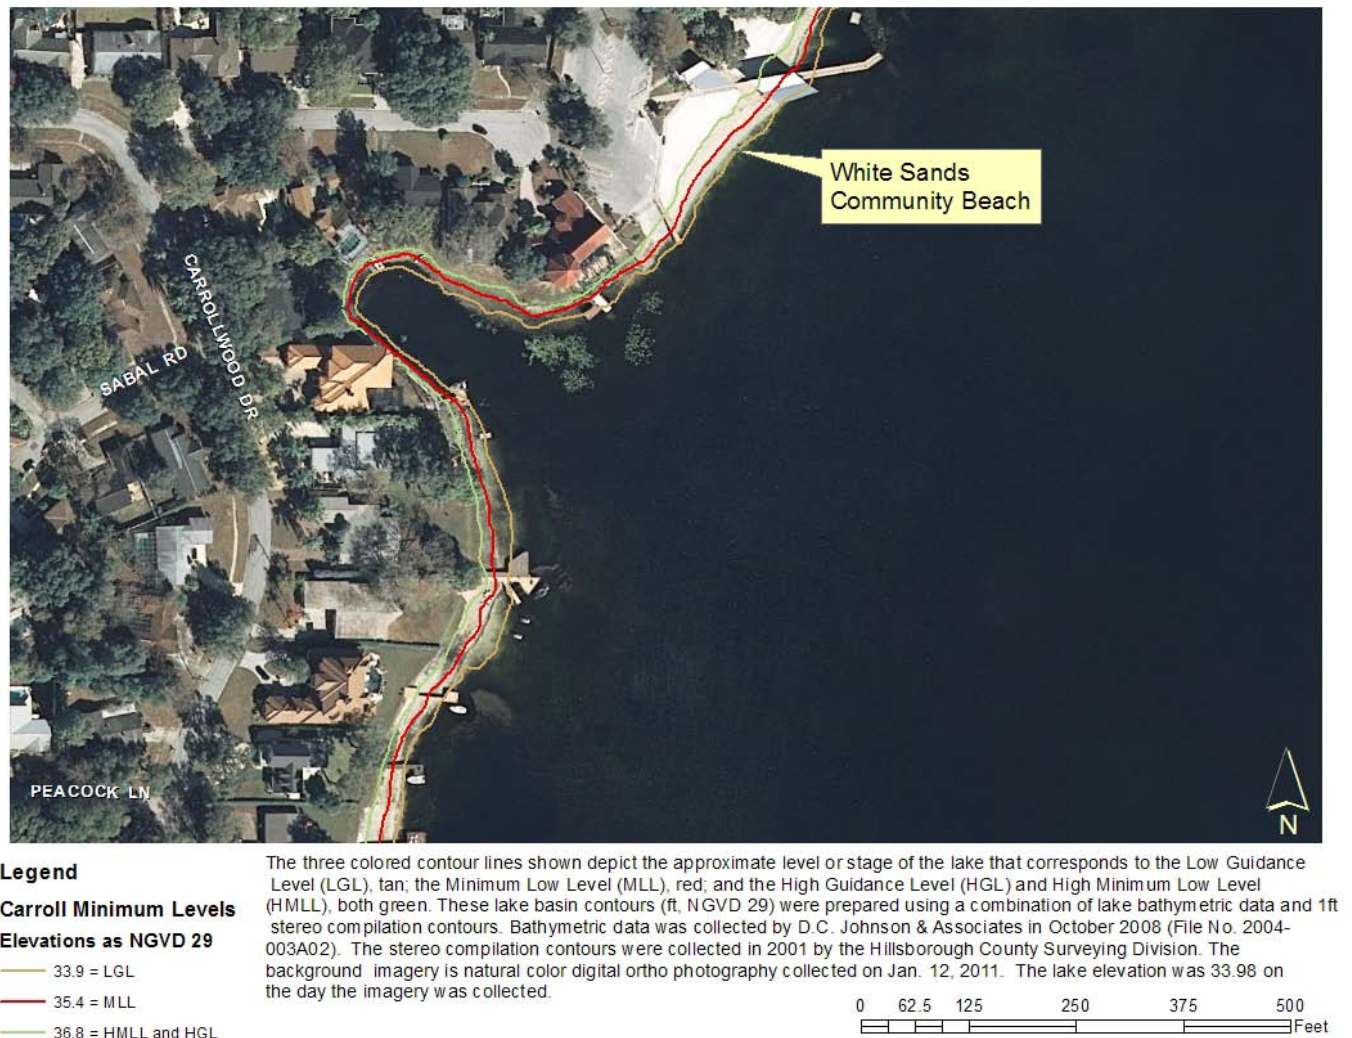 White Sands
Community Beach
CARROLLWOOD DR
SABAL RD
PEACOCK LN
N
Legend
Carroll Minimum Levels
Elevations as NGVD 29
33.9 = LGL
35.4 = MLL
36.8 = HMLL and HGL
The three colored contour lines shown depict the approximate level or stage of the lake that corresponds to the Low Guidance
Level (LGL), tan; the Minimum Low Level (MLL), red; and the High Guidance Level (HGL) and High Minimum Low Level
(HMLL), both green. These lake basin contours (ft, NGVD 29) were prepared using a combination of lake bathymetric data and 1ft
stereo compilation contours. Bathymetric data was collected by D.C. Johnson & Associates in October 2008 (File No. 2004-
003A02). The stereo compilation contours were collected in 2001 by the Hillsborough County Surveying Division. The
background imagery is natural color digital ortho photography collected on Jan. 12, 2011. The lake elevation was 33.98 on
the day the imagery was collected.
0 62.5 125 250 375 500
Feet